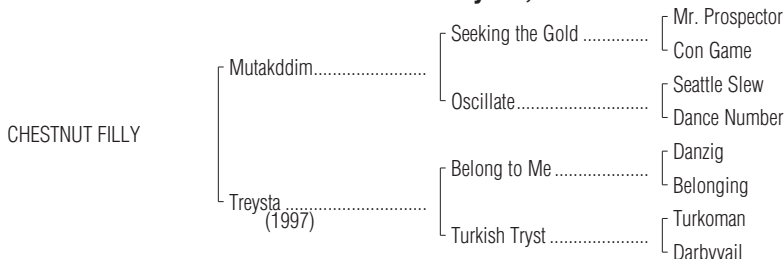 Mr. Prospector
Seeking the Gold ..............
Con Game
Mutakddim........................
Seattle Slew
Oscillate............................
Dance Number
CHESTNUT FILLY
Danzig
Belong to Me ....................
Belonging
Treysta ..............................
(1997)
Turkoman
Turkish Tryst .....................
Darbyvail